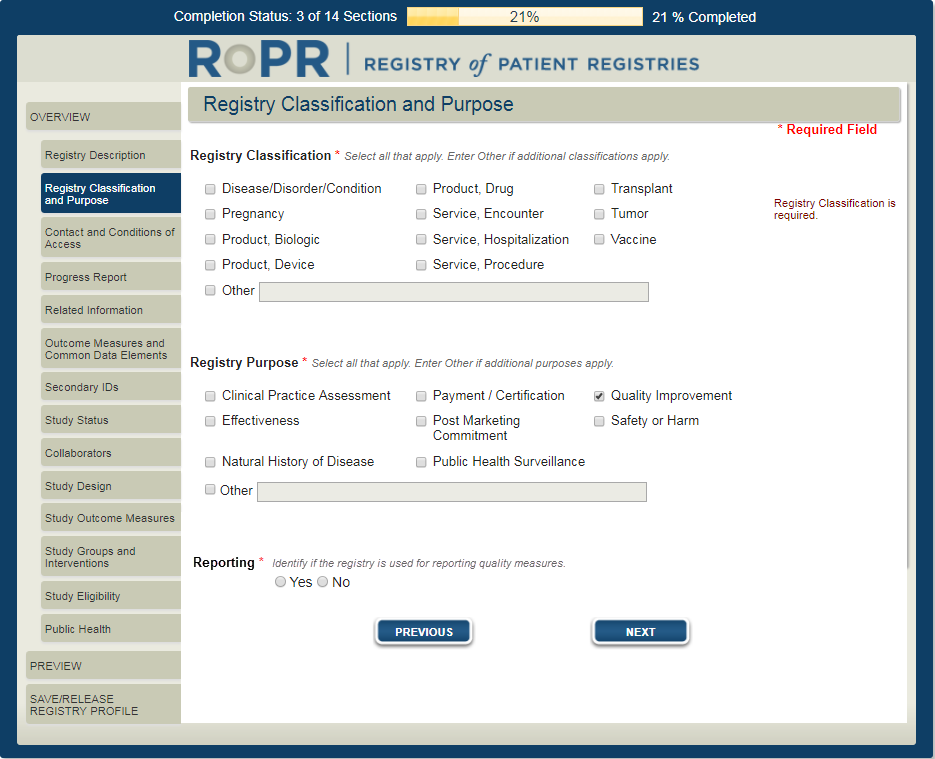 Completion Status: 3 of 14 Sections 21% 21 % Completed
RoPR | REGISTRY of PATIENT REGISTRIES
OVERVIEW
Registry Description
Registry Classification
and Purpose
Contact and Conditions of
Access
Progress Report
Related Information
Outcome Measures and
Common Data Elements
Secondary IDs
Study Status
Collaborators
Study Design
Study Outcome Measures
Study Groups and
Interventions
Study Eligibility
Public Health
PREVIEW
SAVE/RELEASE
REGISTRY PROFILE
Registry Classification and Purpose
* Required Field
Registry Classification * Select all that apply. Enter Other if additional classifications apply.
Disease/Disorder/Condition Product, Drug Transplant
Pregnancy Service, Encounter Tumor
Product, Biologic Service, Hospitalization Vaccine
Product, Device Service, Procedure
Other
Registry Classification is
required.
Registry Purpose * Select all that apply. Enter Other if additional purposes apply.
Clinical Practice Assessment Payment / Certification Quality Improvement
Effectiveness Post Marketing Safety or Harm
Commitment
Natural History of Disease Public Health Surveillance
Other
Reporting * Identify if the registry is used for reporting quality measures.
Yes No
PREVIOUS NEXT